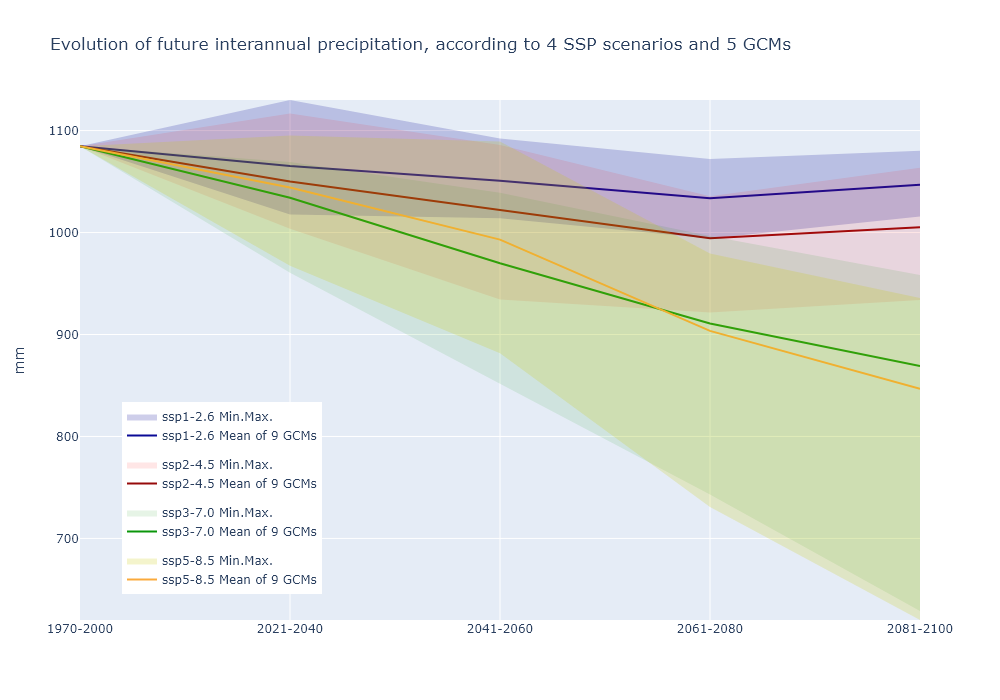 Evolution of future interannual precipitation, according to 4 SSP scenarios and 5 GCMs
1100
1000
900
800
700
mm
ssp1-2.6 Min.Max.
ssp1-2.6 Mean of 9 GCMs
ssp2-4.5 Min.Max.
ssp2-4.5 Mean of 9 GCMs
ssp3-7.0 Min.Max.
ssp3-7.0 Mean of 9 GCMs
ssp5-8.5 Min.Max.
ssp5-8.5 Mean of 9 GCMs
1970-2000 2021-2040 2041-2060 2061-2080 2081-2100